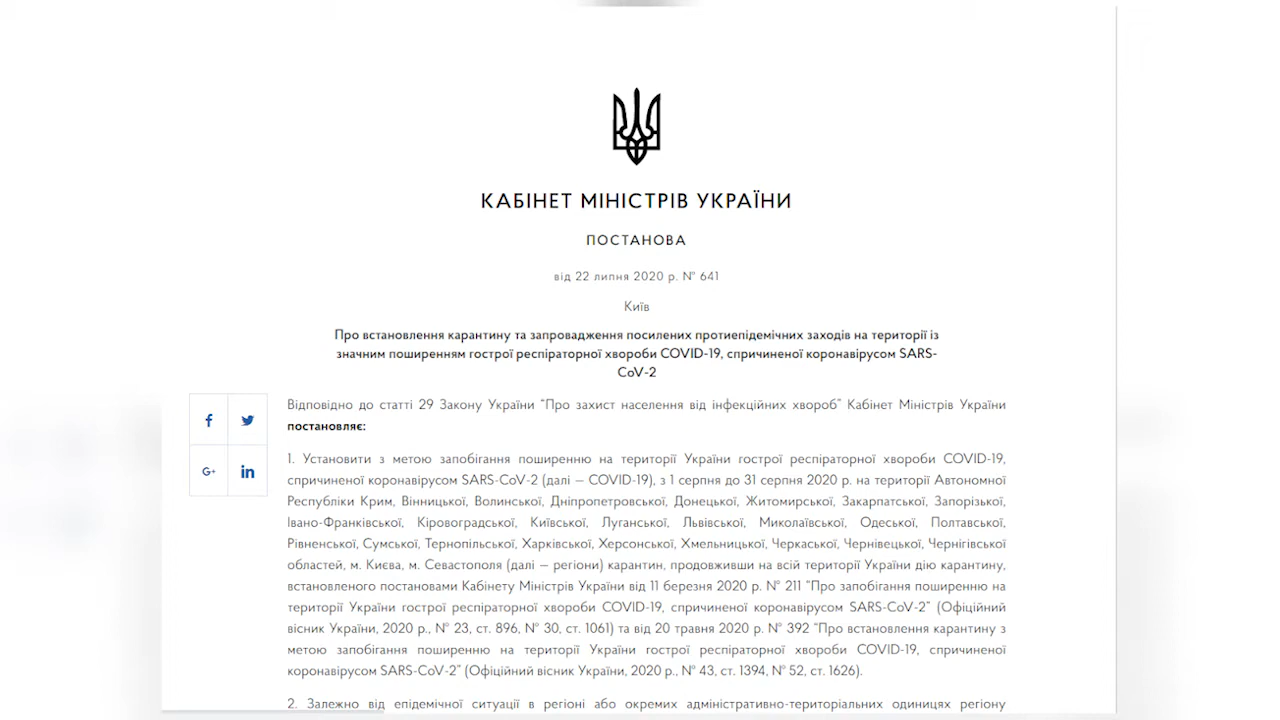 КАБІНЕТ МІНІСТРІВ УКРАЇНИ
ПОСТАНОВА
від 22 липня 2020 р. № 641
Київ
Про встановлення карантину та запровадження посилених протиепідемічних заходів на території із
значним поширенням гострої респіраторної хвороби COVID-19, спричиненої коронавірусом SARS-
CoV-2
Відповідно до статті 29 Закону України “Про захист населення від інфекційних хвороб” Кабінет Міністрів України
постановляє:
1. Установити з метою запобігання поширенню на території України гострої респіраторної хвороби COVID-19,
спричиненої коронавірусом SARS-CoV-2 (далі — COVID-19), з 1 серпня до 31 серпня 2020 р. на території Автономної
Республіки Крим, Вінницької, Волинської, Дніпропетровської, Донецької, Житомирської, Закарпатської, Запорізької,
Івано-Франківської, Кіровоградської, Київської, Луганської, Львівської, Миколаївської, Одеської, Полтавської,
Рівненської, Сумської, Тернопільської, Харківської, Херсонської, Хмельницької, Черкаської, Чернівецької, Чернігівської
областей, м. Києва, м. Севастополя (далі — регіони) карантин, продовживши на всій території України дію карантину,
встановленого постановами Кабінету Міністрів України від 11 березня 2020 р. № 211 “Про запобігання поширенню на
території України гострої респіраторної хвороби COVID-19, спричиненої коронавірусом SARS-CoV-2” (Офіційний
вісник України, 2020 р., № 23, ст. 896, № 30, ст. 1061) та від 20 травня 2020 р. № 392 “Про встановлення карантину з
метою запобігання поширенню на території України гострої респіраторної хвороби COVID-19, спричиненої
коронавірусом SARS-CoV-2” (Офіційний вісник України, 2020 р., № 43, ст. 1394, № 52, ст. 1626).
2. Залежно від епідемічної ситуації в регіоні або окремих адміністративно-територіальних одиницях регіону
f
G+
in